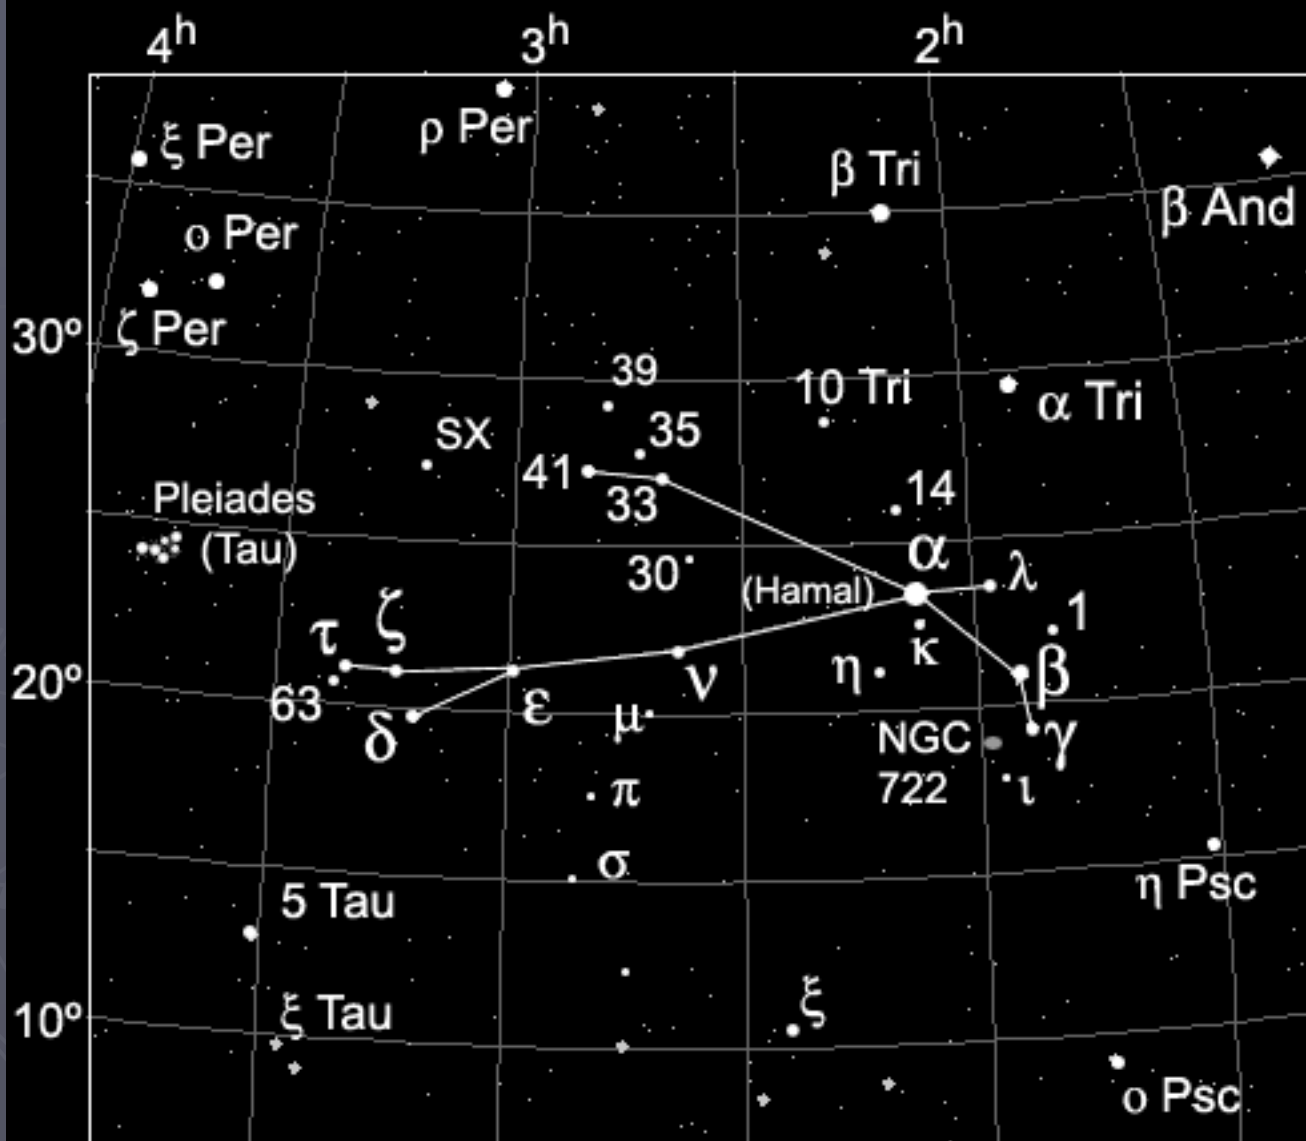 4h
3h
2h
ρ Per
ξ Per
β Tri
β And
ο Per
ζ Per
30º
39
10 Tri
α Tri
35
SX
41
33
14
Pleiades
(Tau)
α
30
(Hamal)
λ
ζ
1
τ
κ
η
β
20º
63
ν
ε
δ
μ
γ
NGC
722
π
ι
σ
η Psc
5 Tau
ξ
10º
ξ Tau
ο Psc